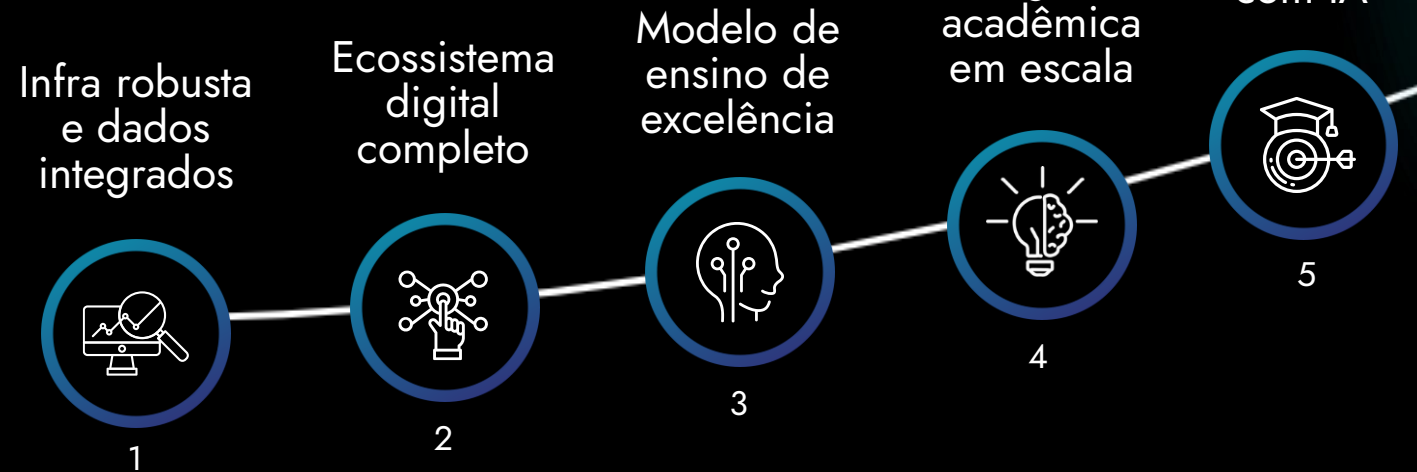 Infra robusta
e dados
integrados
1
Ecossistema
digital
completo
2
Modelo de
ensino de
excelência
3
acadêmica
em escala
4
5